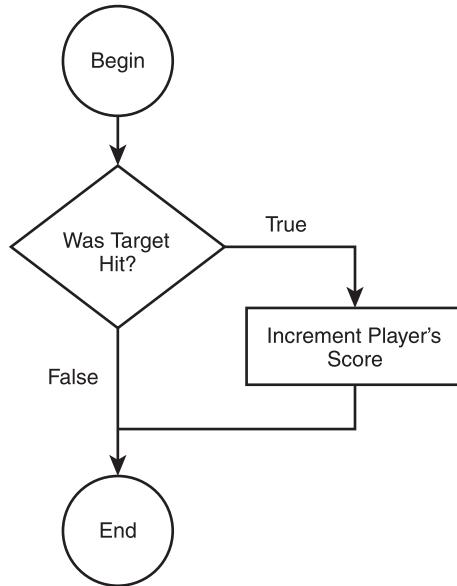 Begin
Was Target
Hit?
True
Increment Player’s
Score
False
End